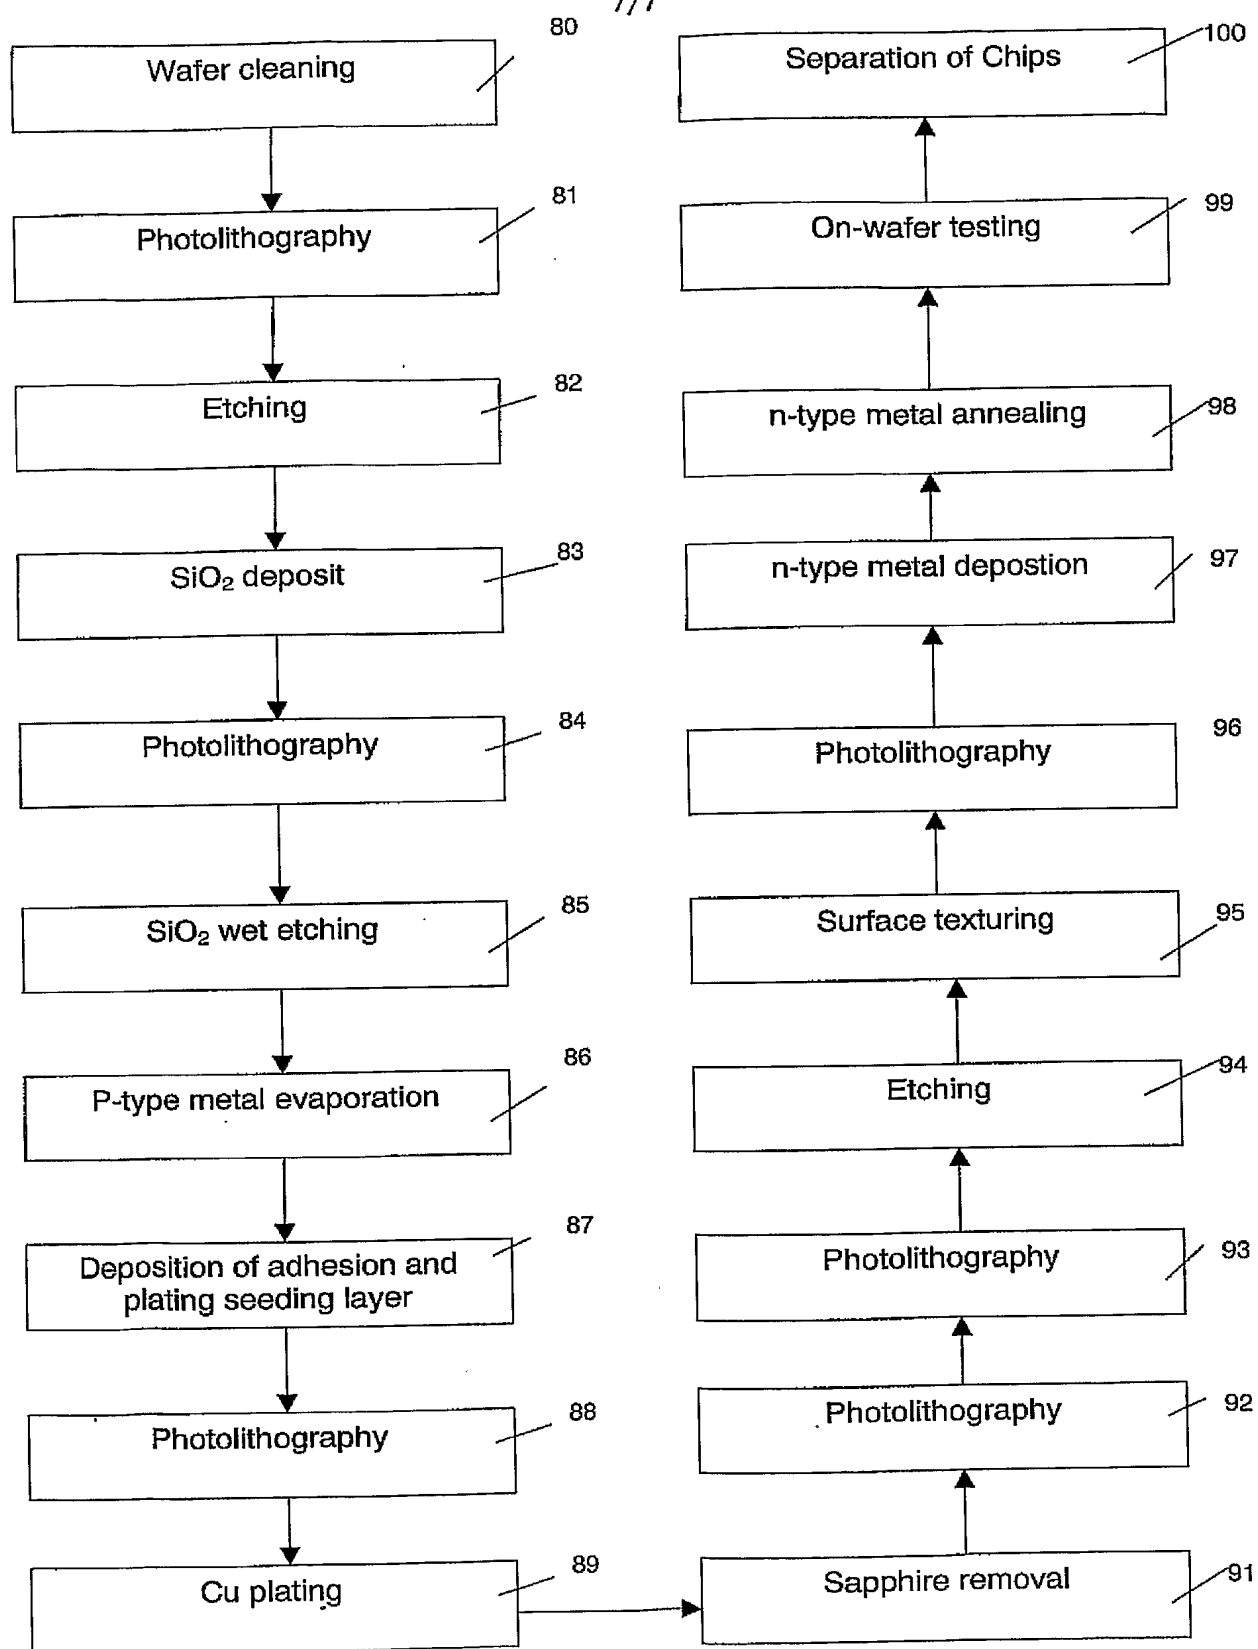 7/7
80
Wafer cleaning
81
Photolithography
82
Etching
83
SiO₂ deposit
84
Photolithography
85
SiO₂ wet etching
86
P-type metal evaporation
87
Deposition of adhesion and
plating seeding layer
88
Photolithography
89
Cu plating
91
Sapphire removal
92
Photolithography
93
Photolithography
94
Etching
95
Surface texturing
96
Photolithography
97
n-type metal depostion
98
n-type metal annealing
99
On-wafer testing
100
Separation of Chips